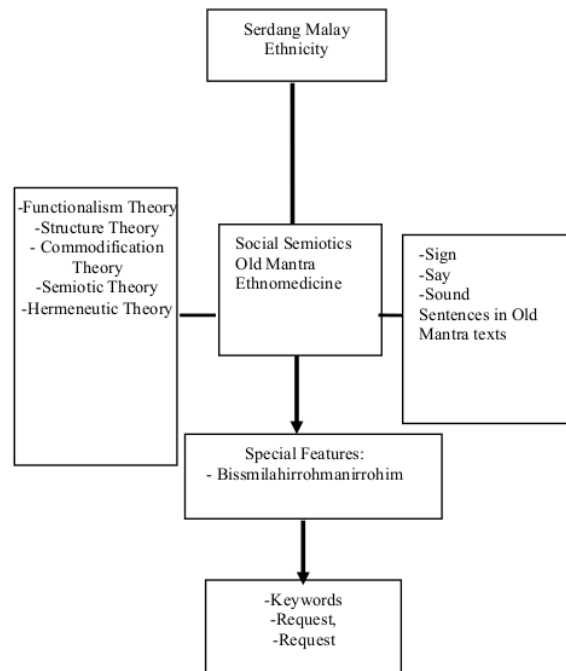 Serdang Malay
Ethnicity
-Functionalism Theory
-Structure Theory
- Commodification
Theory
-Semiotic Theory
-Hermeneutic Theory
Social Semiotics
Old Mantra
Ethnomedicine
-Sign
-Say
-Sound
Sentences in Old
Mantra texts
Special Features:
- Bissmilahirrohmanirrohim
-Keywords
-Request,
-Request